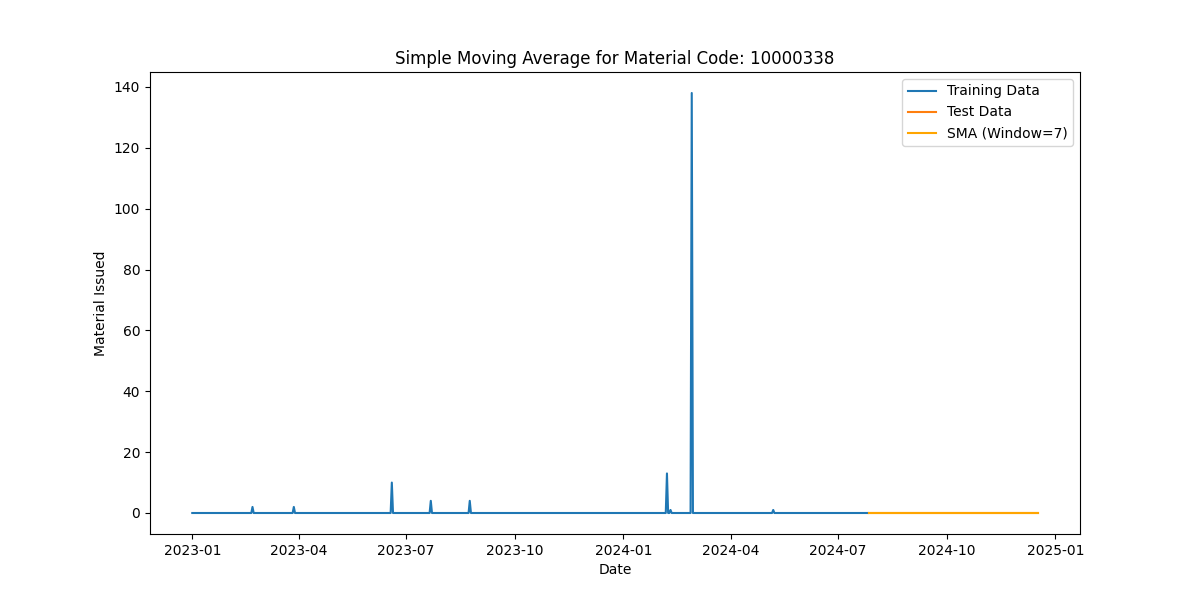 Simple Moving Average for Material Code: 10000338
Training Data
Test Data
SMA (Window=7)
Material Issued
140
120
100
80
60
40
20
0
2023-01 2023-04 2023-07 2023-10 2024-01 2024-04 2024-07 2024-10 2025-01
Date